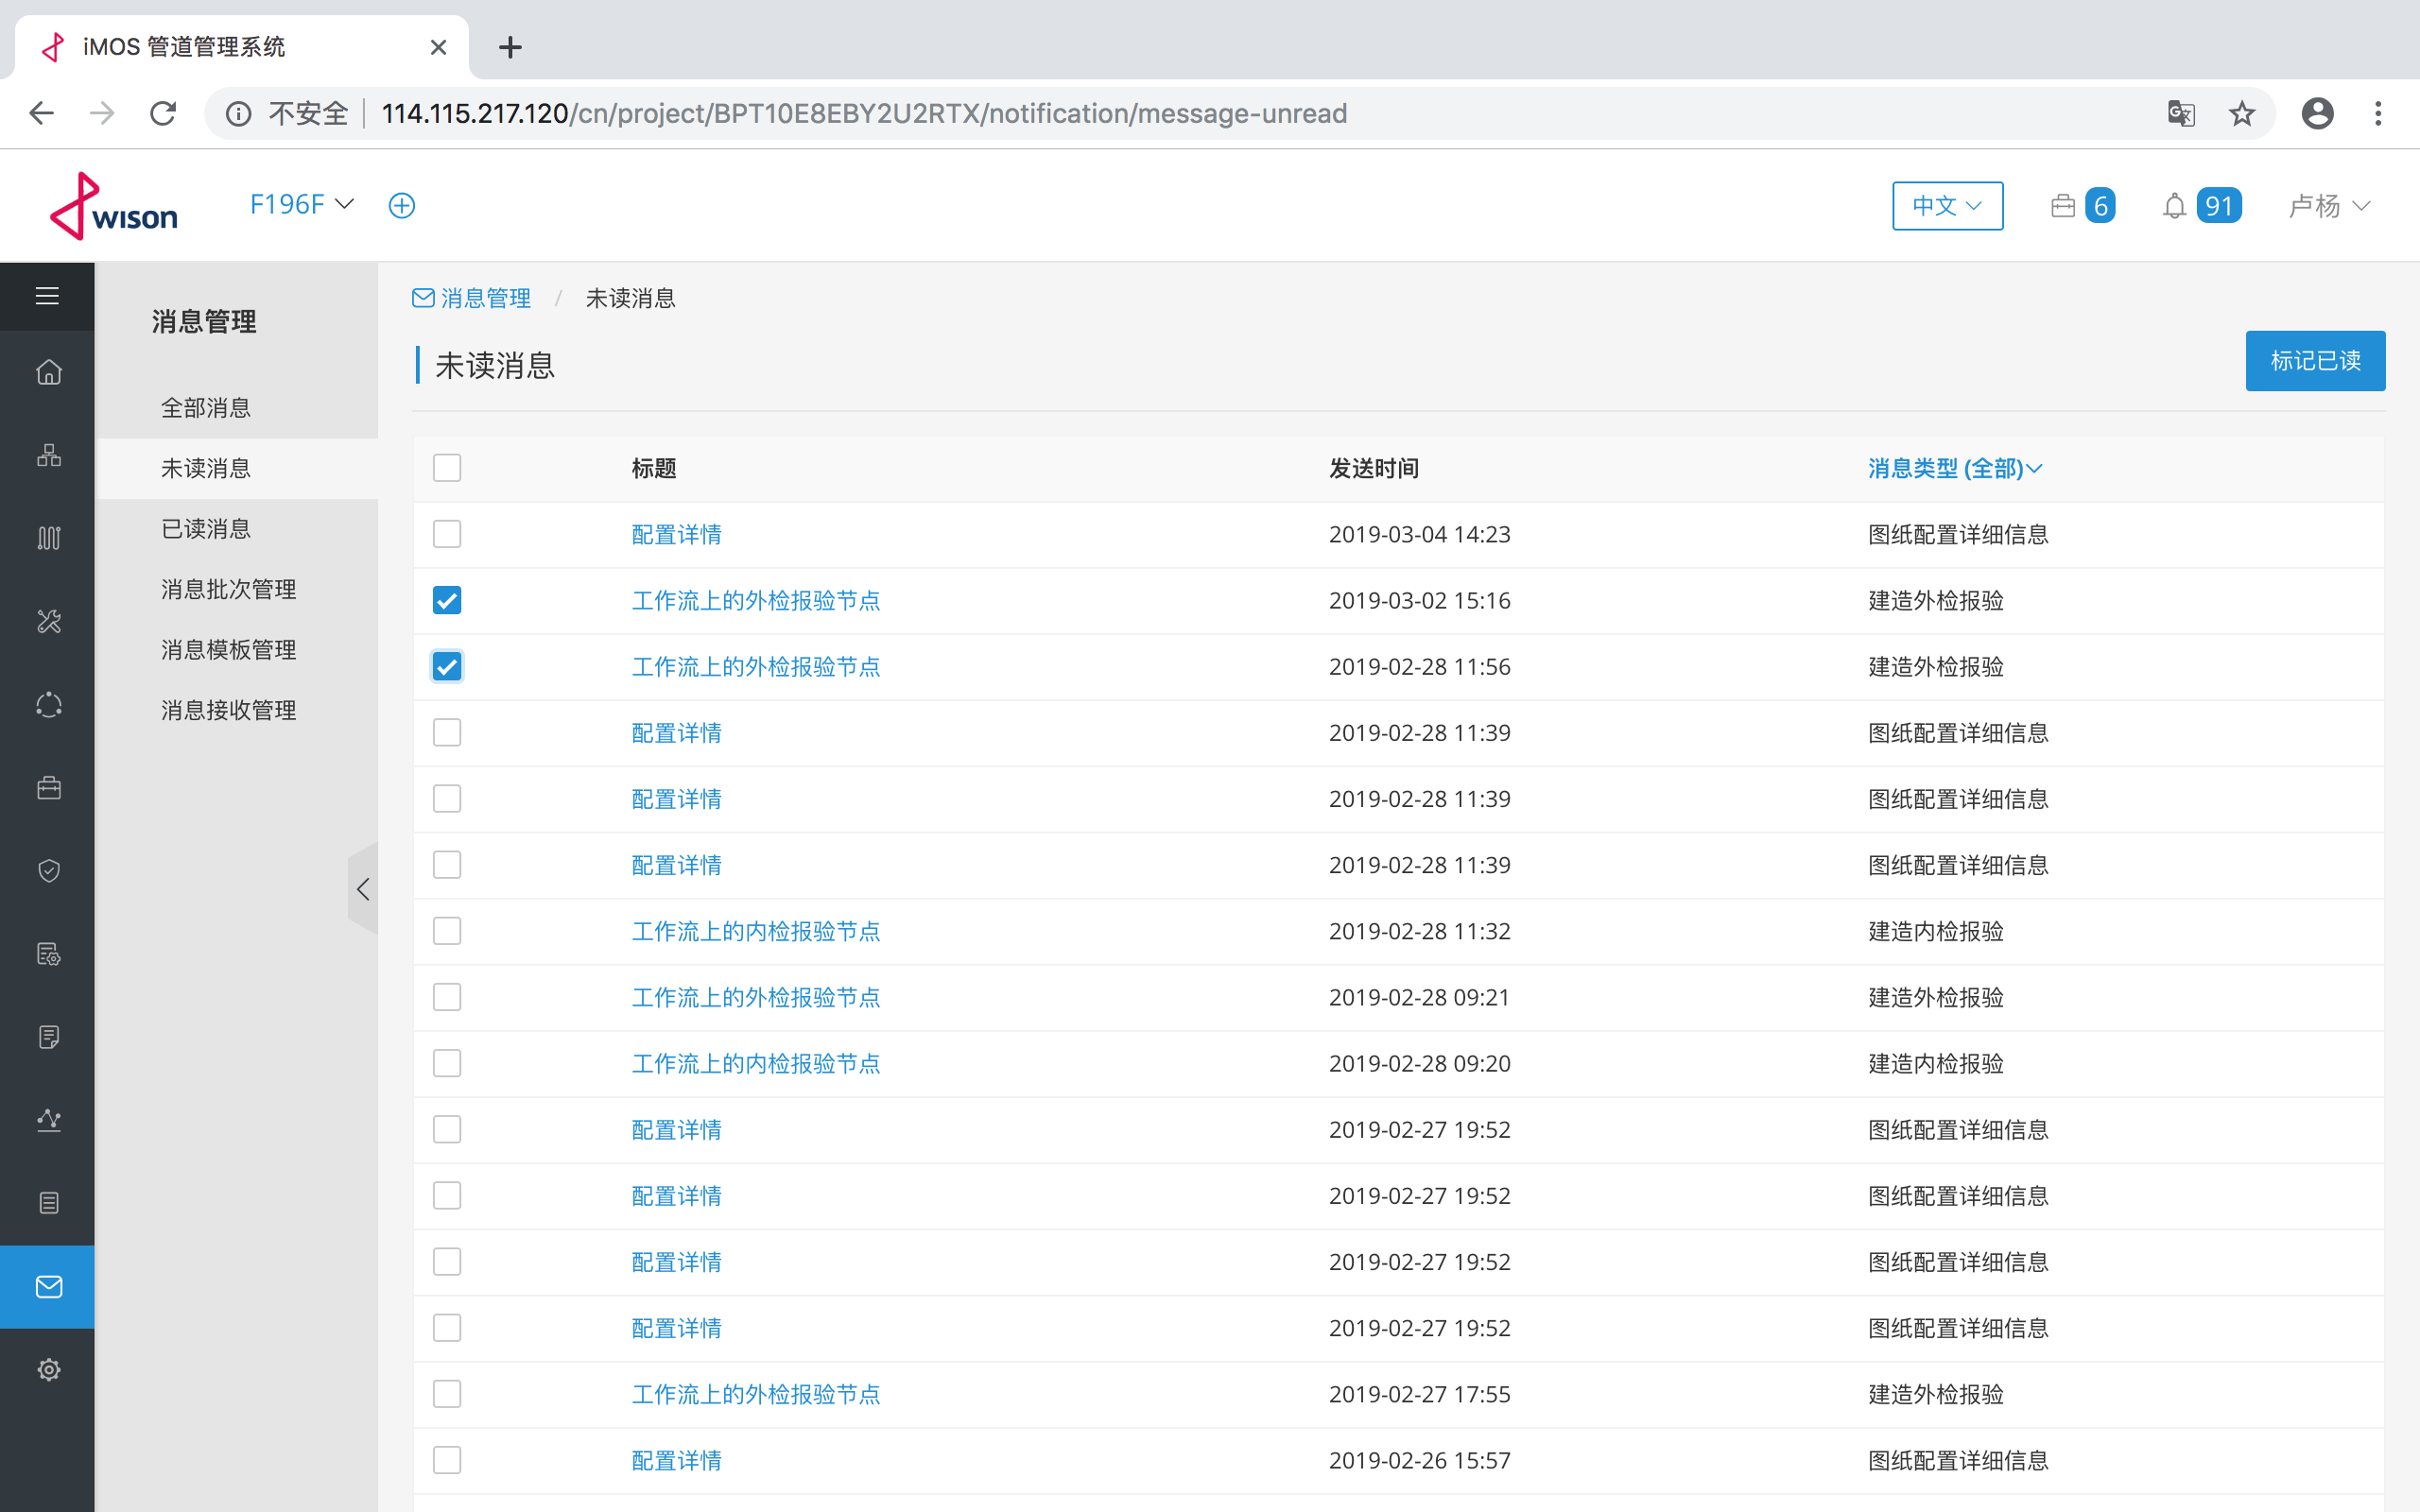 iMOS 管道管理系统
不安全 114.115.217.120/cn/project/BPT10E8EBY2U2RTX/notification/message-unread
wison F196F 中文 6 91 卢杨
消息管理
全部消息
未读消息
已读消息
消息批次管理
消息模板管理
消息接收管理
消息管理 / 未读消息
未读消息 标记已读
标题 发送时间 消息类型 (全部)
配置详情 2019-03-04 14:23 图纸配置详细信息
工作流上的外检报验节点 2019-03-02 15:16 建造外检报验
工作流上的外检报验节点 2019-02-28 11:56 建造外检报验
配置详情 2019-02-28 11:39 图纸配置详细信息
配置详情 2019-02-28 11:39 图纸配置详细信息
配置详情 2019-02-28 11:39 图纸配置详细信息
工作流上的内检报验节点 2019-02-28 11:32 建造内检报验
工作流上的外检报验节点 2019-02-28 09:21 建造外检报验
工作流上的内检报验节点 2019-02-28 09:20 建造内检报验
配置详情 2019-02-27 19:52 图纸配置详细信息
配置详情 2019-02-27 19:52 图纸配置详细信息
配置详情 2019-02-27 19:52 图纸配置详细信息
配置详情 2019-02-27 19:52 图纸配置详细信息
工作流上的外检报验节点 2019-02-27 17:55 建造外检报验
配置详情 2019-02-26 15:57 图纸配置详细信息